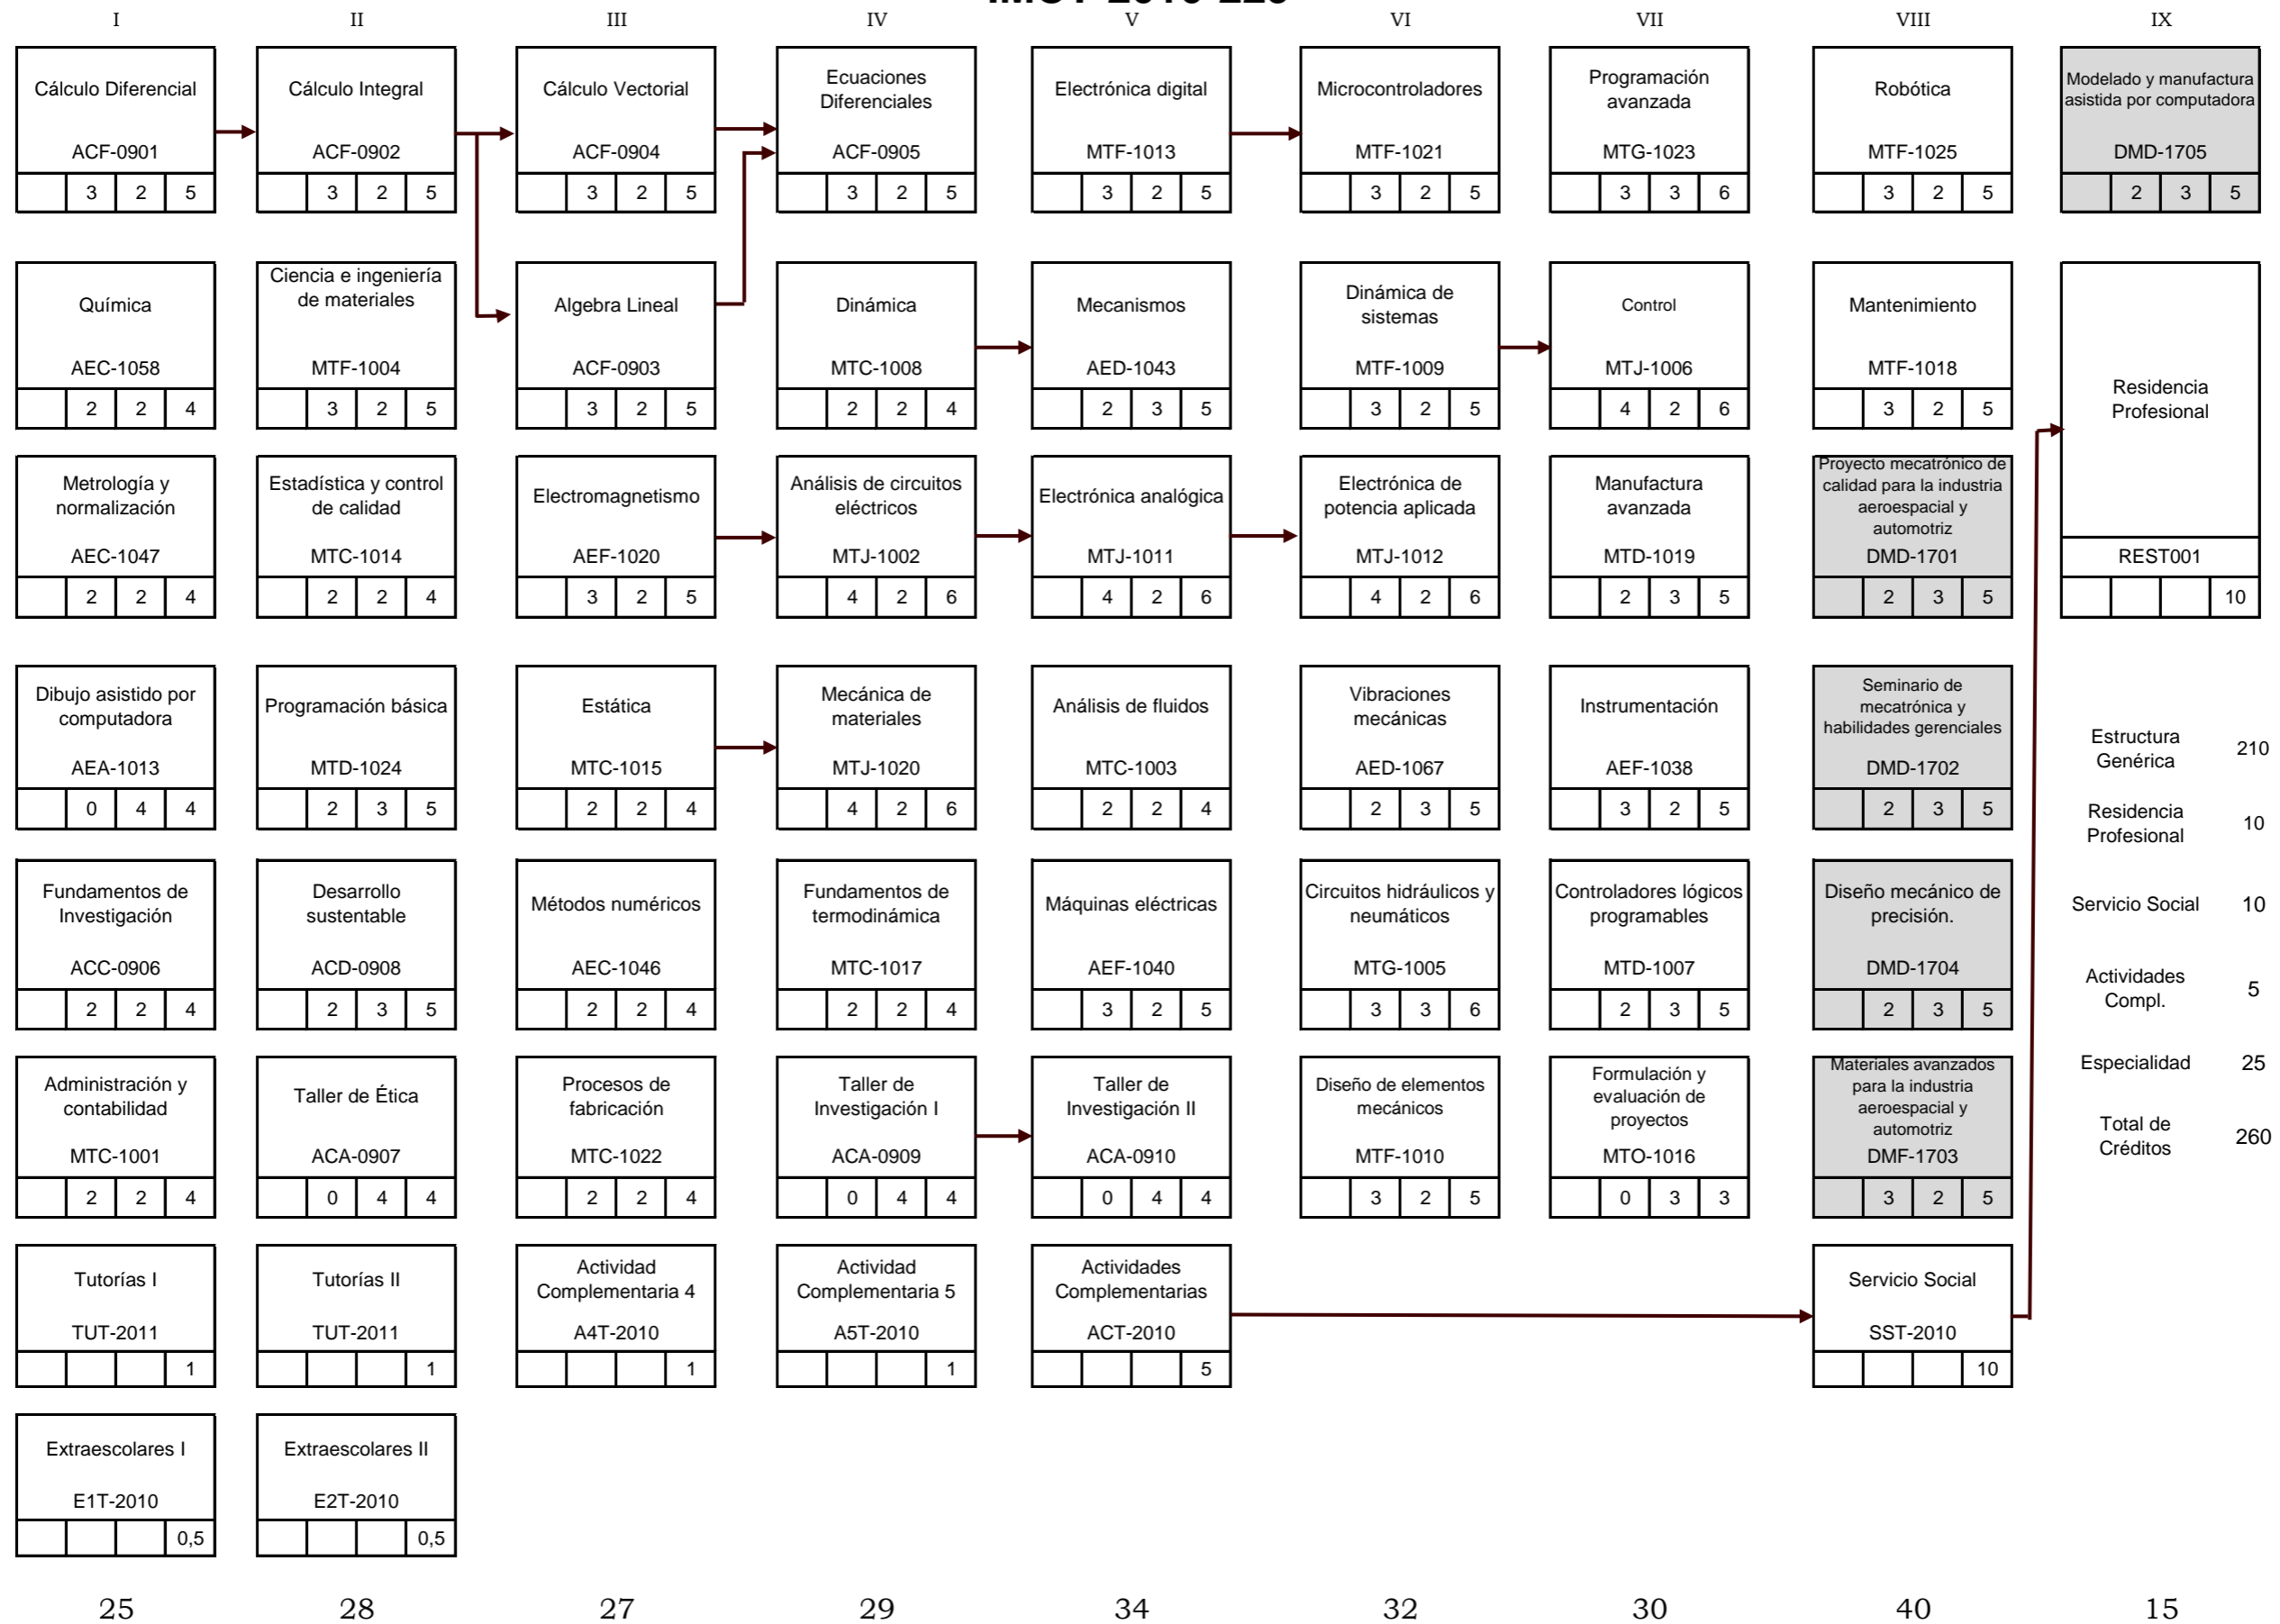 I II III IV V VI VII VIII IX
Cálculo Diferencial
ACF-0901
3 2 5
Cálculo Integral
ACF-0902
3 2 5
Cálculo Vectorial
ACF-0904
3 2 5
Ecuaciones
Diferenciales
ACF-0905
3 2 5
Electrónica digital
MTF-1013
3 2 5
Microcontroladores
MTF-1021
3 2 5
Programación
avanzada
MTG-1023
3 3 6
Robótica
MTF-1025
3 2 5
Modelado y manufactura
asistida por computadora
DMD-1705
2 3 5
Química
AEC-1058
2 2 4
Ciencia e ingeniería
de materiales
MTF-1004
3 2 5
Algebra Lineal
ACF-0903
3 2 5
Dinámica
MTC-1008
2 2 4
Mecanismos
AED-1043
2 3 5
Dinámica de
sistemas
MTF-1009
3 2 5
Control
MTJ-1006
4 2 6
Mantenimiento
MTF-1018
3 2 5
Residencia
Profesional
REST001
10
Metrología y
normalización
AEC-1047
2 2 4
Estadística y control
de calidad
MTC-1014
2 2 4
Electromagnetismo
AEF-1020
3 2 5
Análisis de circuitos
eléctricos
MTJ-1002
4 2 6
Electrónica analógica
MTJ-1011
4 2 6
Electrónica de
potencia aplicada
MTJ-1012
4 2 6
Manufactura
avanzada
MTD-1019
2 3 5
Proyecto mecatrónico de
calidad para la industria
aeroespacial y
automotriz
DMD-1701
2 3 5
Dibujo asistido por
computadora
AEA-1013
0 4 4
Programación básica
MTD-1024
2 3 5
Estática
MTC-1015
2 2 4
Mecánica de
materiales
MTJ-1020
4 2 6
Análisis de fluidos
MTC-1003
2 2 4
Vibraciones
mecánicas
AED-1067
2 3 5
Instrumentación
AEF-1038
3 2 5
Seminario de
mecatrónica y
habilidades gerenciales
DMD-1702
2 3 5
Estructura
Genérica
210
Residencia
Profesional
10
Fundamentos de
Investigación
ACC-0906
2 2 4
Desarrollo
sustentable
ACD-0908
2 3 5
Métodos numéricos
AEC-1046
2 2 4
Fundamentos de
termodinámica
MTC-1017
2 2 4
Máquinas eléctricas
AEF-1040
3 2 5
Circuitos hidráulicos y
neumáticos
MTG-1005
3 3 6
Controladores lógicos
programables
MTD-1007
2 3 5
Diseño mecánico de
precisión.
DMD-1704
2 3 5
Servicio Social
10
Actividades
Compl.
5
Administración y
contabilidad
MTC-1001
2 2 4
Taller de Ética
ACA-0907
0 4 4
Procesos de
fabricación
MTC-1022
2 2 4
Taller de
Investigación I
ACA-0909
0 4 4
Taller de
Investigación II
ACA-0910
0 4 4
Diseño de elementos
mecánicos
MTF-1010
3 2 5
Formulación y
evaluación de
proyectos
MTO-1016
0 3 3
Materiales avanzados
para la industria
aeroespacial y
automotriz
DMF-1703
3 2 5
Especialidad
25
Total de
Créditos
260
Tutorías I
TUT-2011
1
Tutorías II
TUT-2011
1
Actividad
Complementaria 4
A4T-2010
1
Actividad
Complementaria 5
A5T-2010
1
Actividades
Complementarias
ACT-2010
5
Servicio Social
SST-2010
10
Extraescolares I
E1T-2010
0,5
Extraescolares II
E2T-2010
0,5
25 28 27 29 34 32 30 40 15